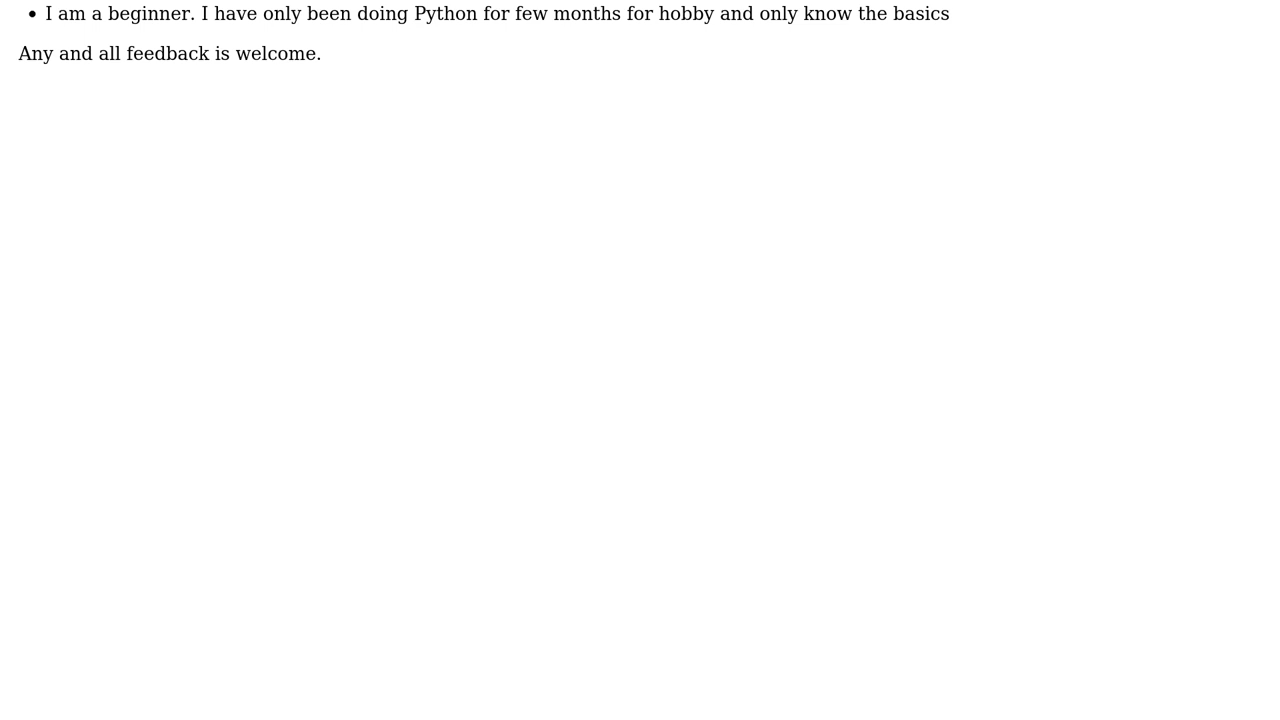 • I am a beginner. I have only been doing Python for few months for hobby and only know the basics
Any and all feedback is welcome.